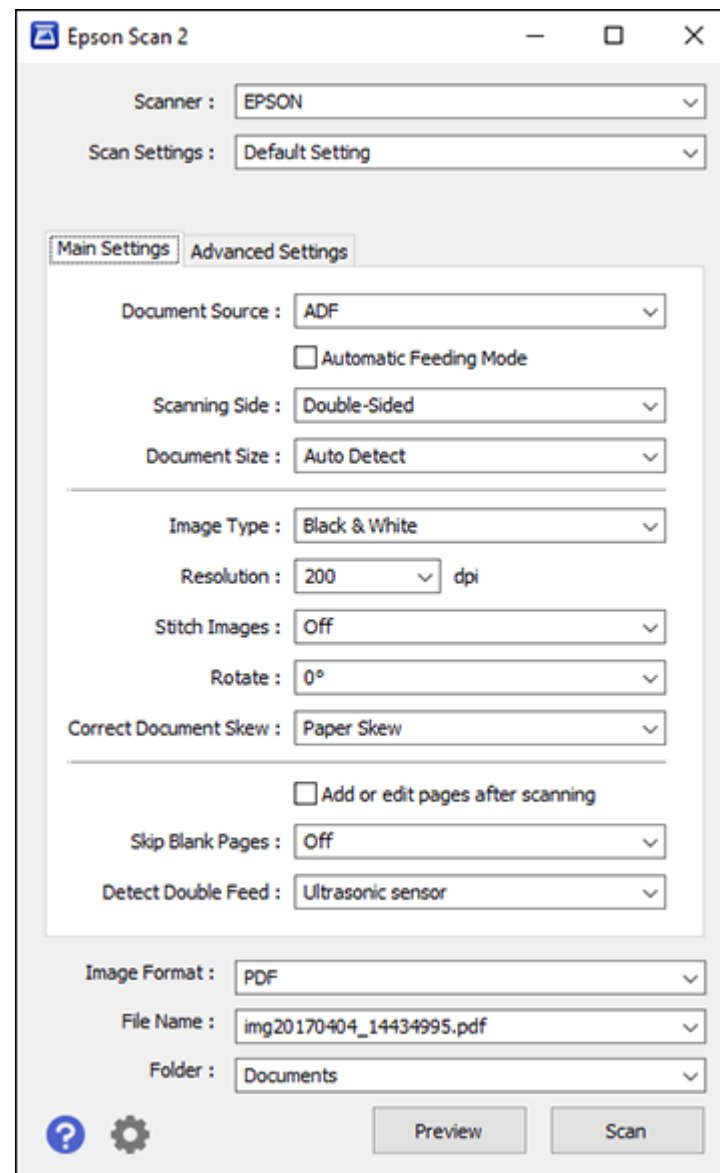 Epson Scan 2
Scanner : EPSON
Scan Settings : Default Setting
Main Settings Advanced Settings
Document Source : ADF
Automatic Feeding Mode
Scanning Side : Double-Sided
Document Size : Auto Detect
Image Type : Black & White
Resolution : 200 dpi
Stitch Images : Off
Rotate : 0°
Correct Document Skew : Paper Skew
Add or edit pages after scanning
Skip Blank Pages : Off
Detect Double Feed : Ultrasonic sensor
Image Format : PDF
File Name : img20170404_14434995.pdf
Folder : Documents
? Preview Scan